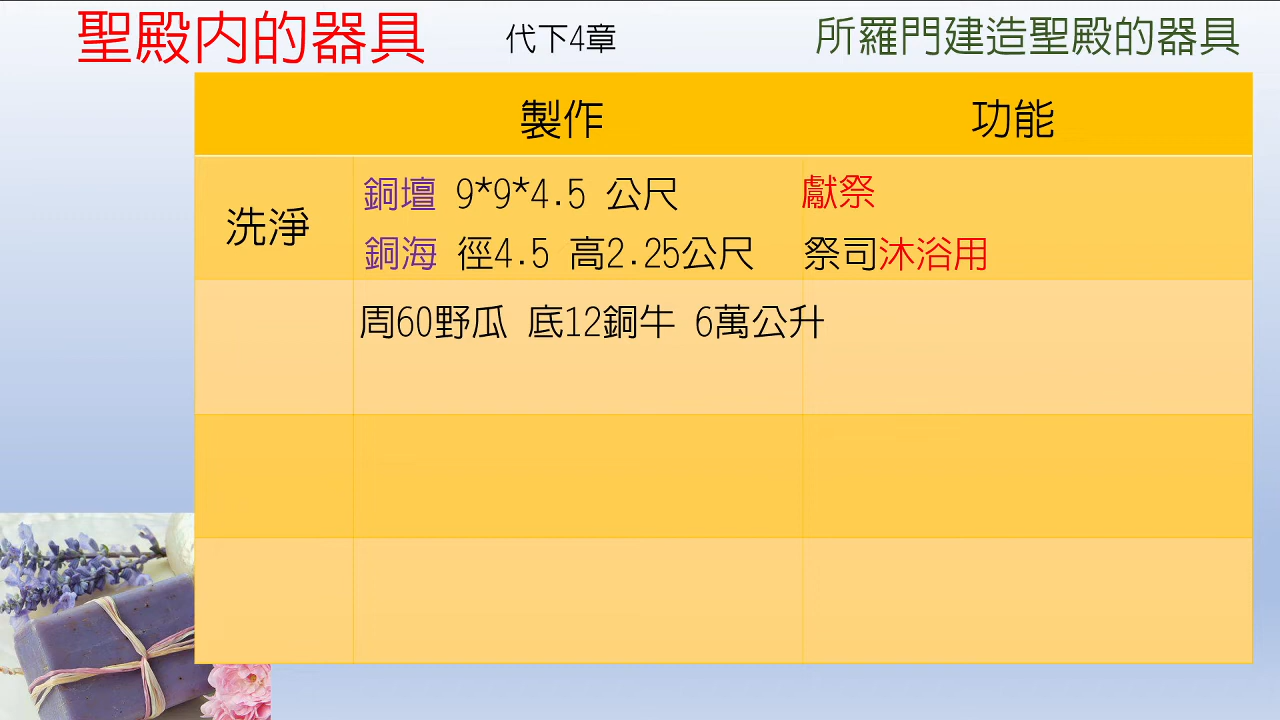 聖殿内的器具 代下4章 所羅門建造聖殿的器具
製作 功能
洗淨
銅壇 9*9*4.5 公尺 獻祭
銅海 徑4.5 高2.25公尺 祭司沐浴用
周60野瓜 底12銅牛 6萬公升